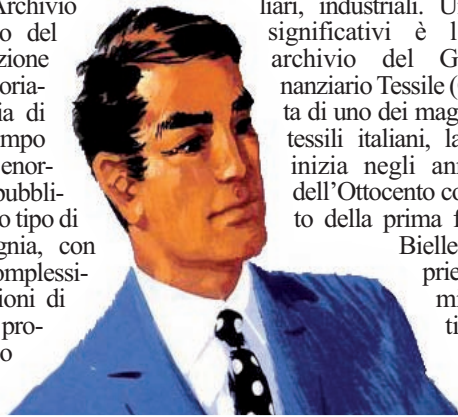 Archivio
o del
zione
oria-
ia di
mpo
enor-
pubbli-
o tipo di
gnia, con
omplessi-
ioni di
pro-
o
liari, industriali. U
significativi è l
archivio del G
nanziario Tessile (
ta di uno dei mag
tessili italiani, la
inizia negli an
dell'Ottocento co
to della prima f
Bielle
prie
m
ti